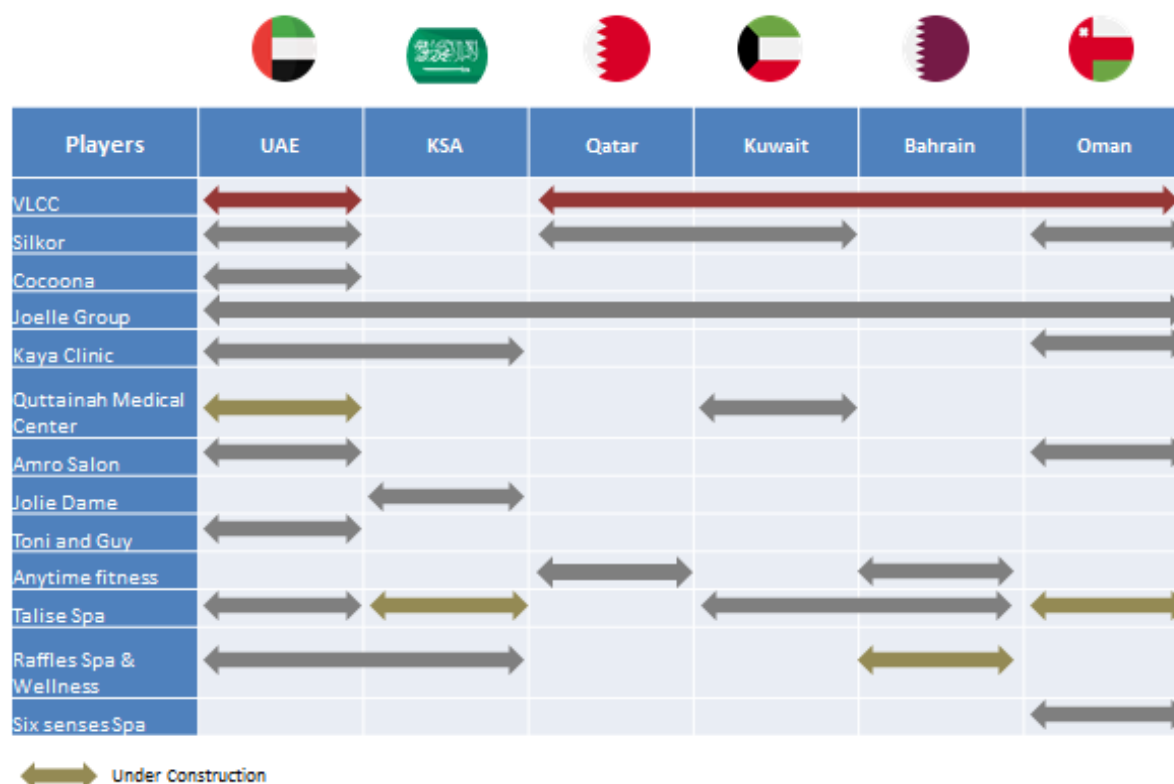 Players UAE KSA Qatar Kuwait Bahrain Oman
VLCC
Silkor
Cocoona
Joelle Group
Kaya Clinic
Quttainah Medical
Center
Amro Salon
Jolie Dame
Toni and Guy
Anytime fitness
Talise Spa
Raffles Spa &
Wellness
Six senses Spa
Under Construction